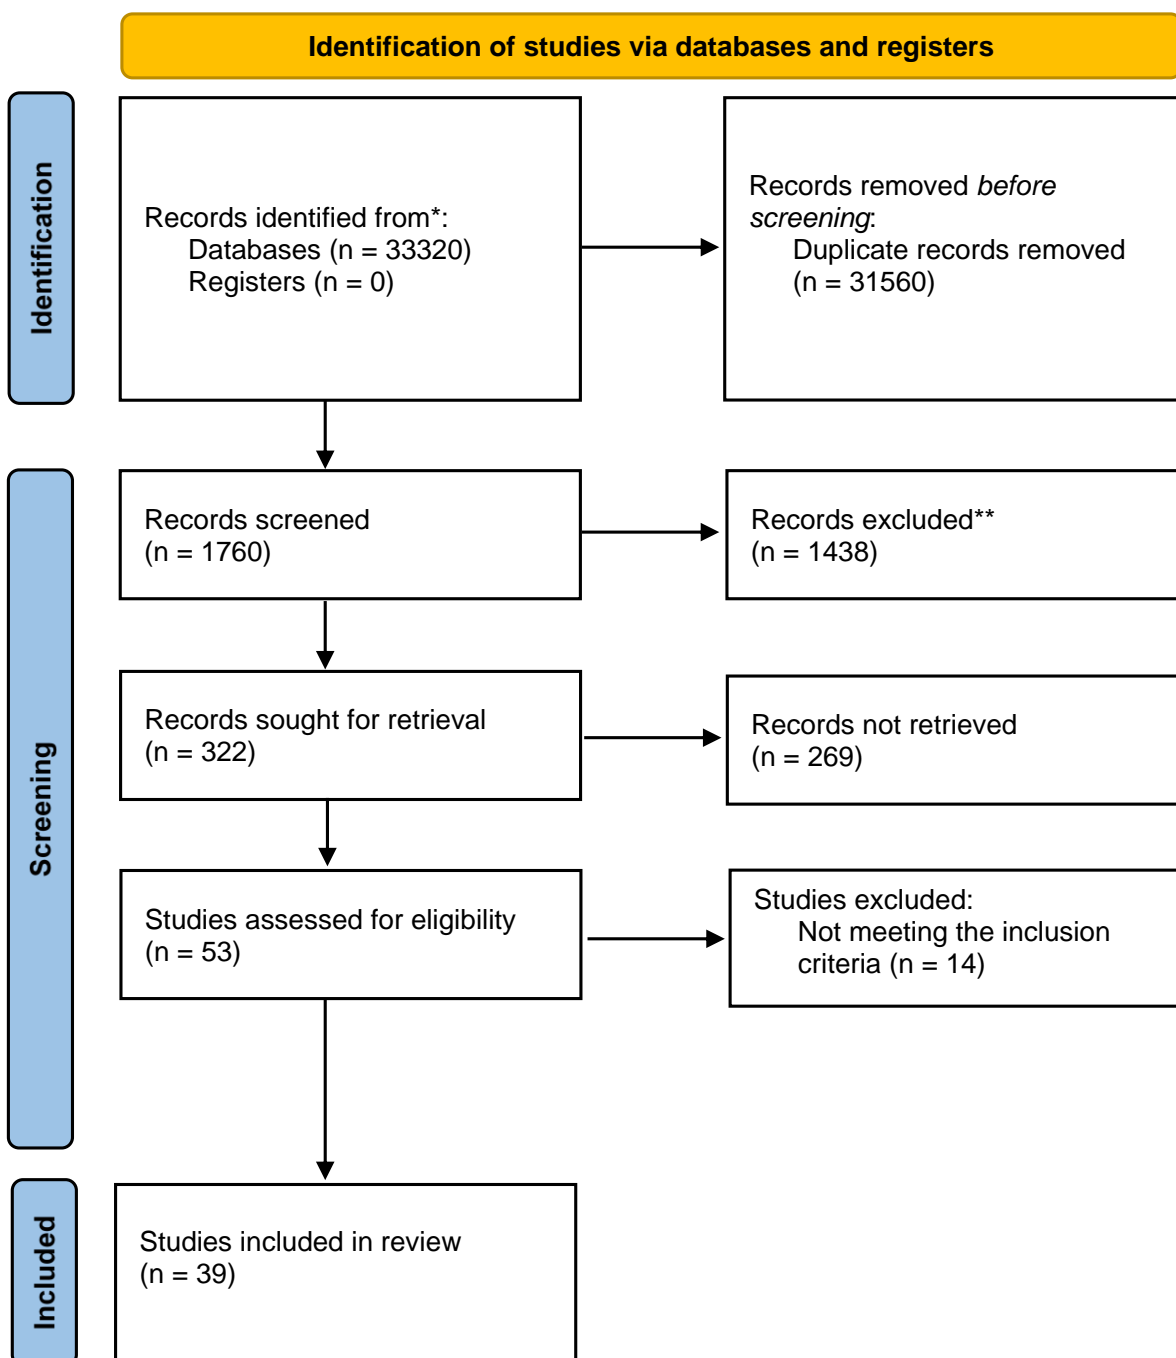 Identification of studies via databases and registers
Identification
Records identified from*:
Databases (n = 33320)
Registers (n = 0)
Records removed before
screening:
Duplicate records removed
(n = 31560)
Screening
Records screened
(n = 1760)
Records excluded**
(n = 1438)
Records sought for retrieval
(n = 322)
Records not retrieved
(n = 269)
Studies assessed for eligibility
(n = 53)
Studies excluded:
Not meeting the inclusion
criteria (n = 14)
Included
Studies included in review
(n = 39)